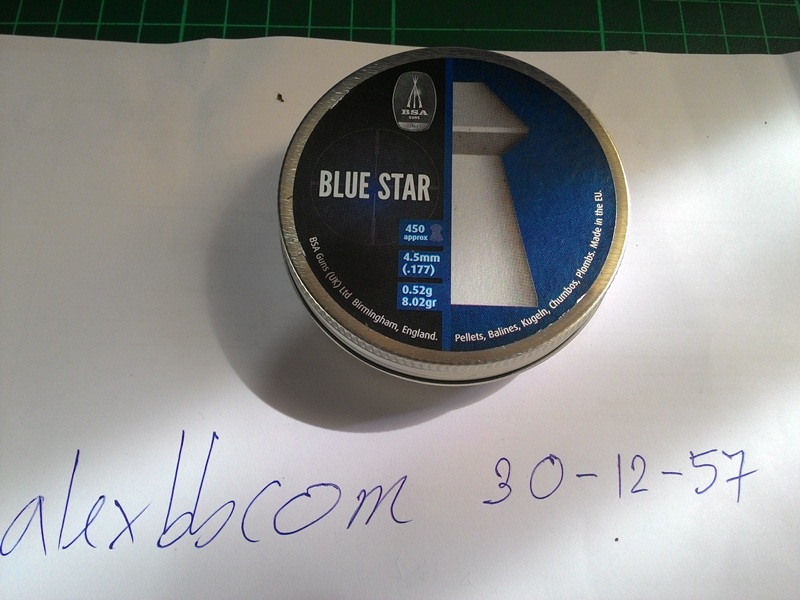 BSA
GUNS
BLUE STAR
450
approx
4.5mm
(.177)
0.52g
8.02gr
BSA Guns (UK) Ltd Birmingham, England.
Pellets, Balines, Kugeln, Chumbos, Plombs. Made in the EU.
alexbbcom 30-12-57